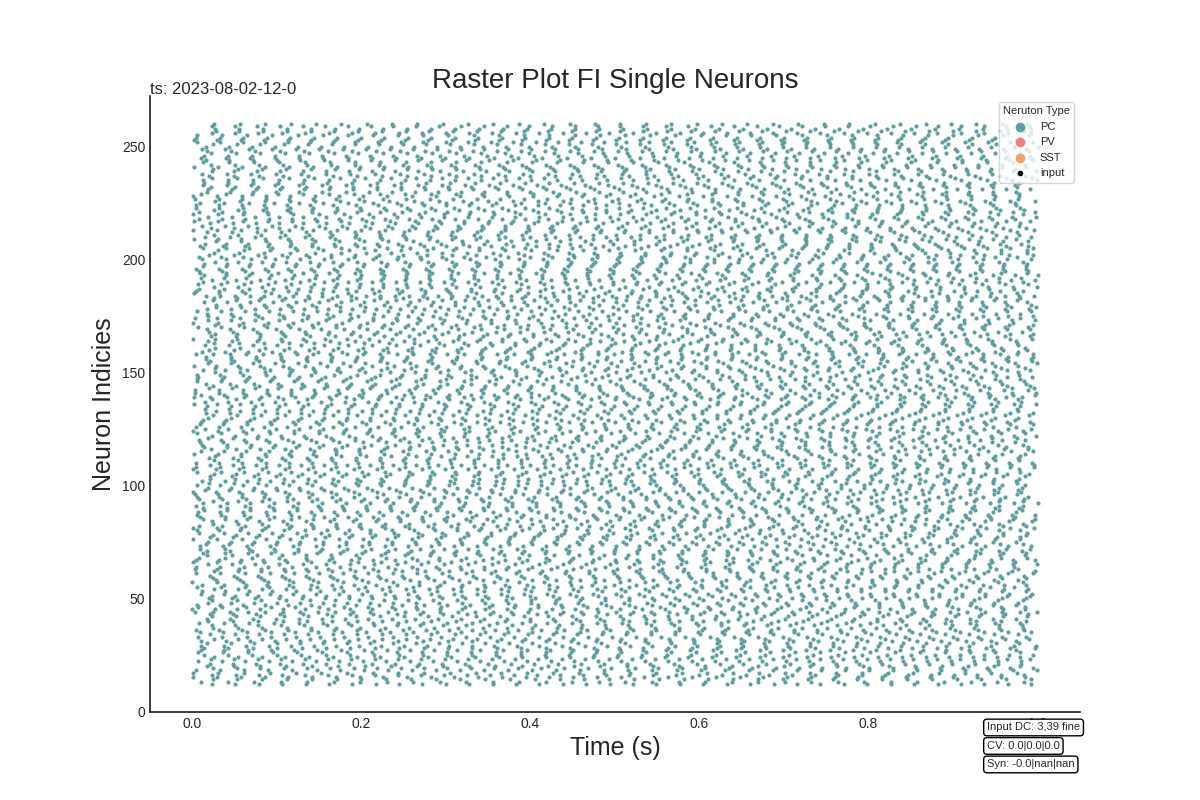 Raster Plot FI Single Neurons
ts: 2023-08-02-12-0
Neruton Type
PC
PV
SST
input
Neuron Indicies
250
200
150
100
50
0
0.0 0.2 0.4 0.6 0.8
Time (s)
Input DC: 3,39 fine
CV: 0.0|0.0|0.0
Syn: -0.0|nan|nan